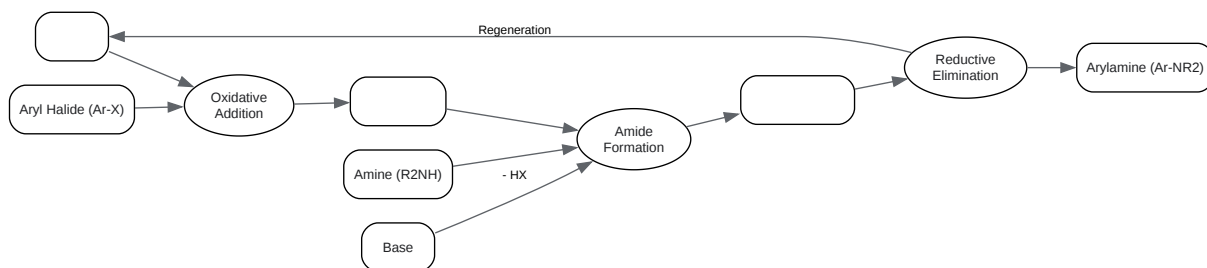 Regeneration
Reductive
Elimination
Arylamine (Ar-NR2)
Aryl Halide (Ar-X)
Oxidative
Addition
Amide
Formation
Amine (R2NH)
- HX
Base